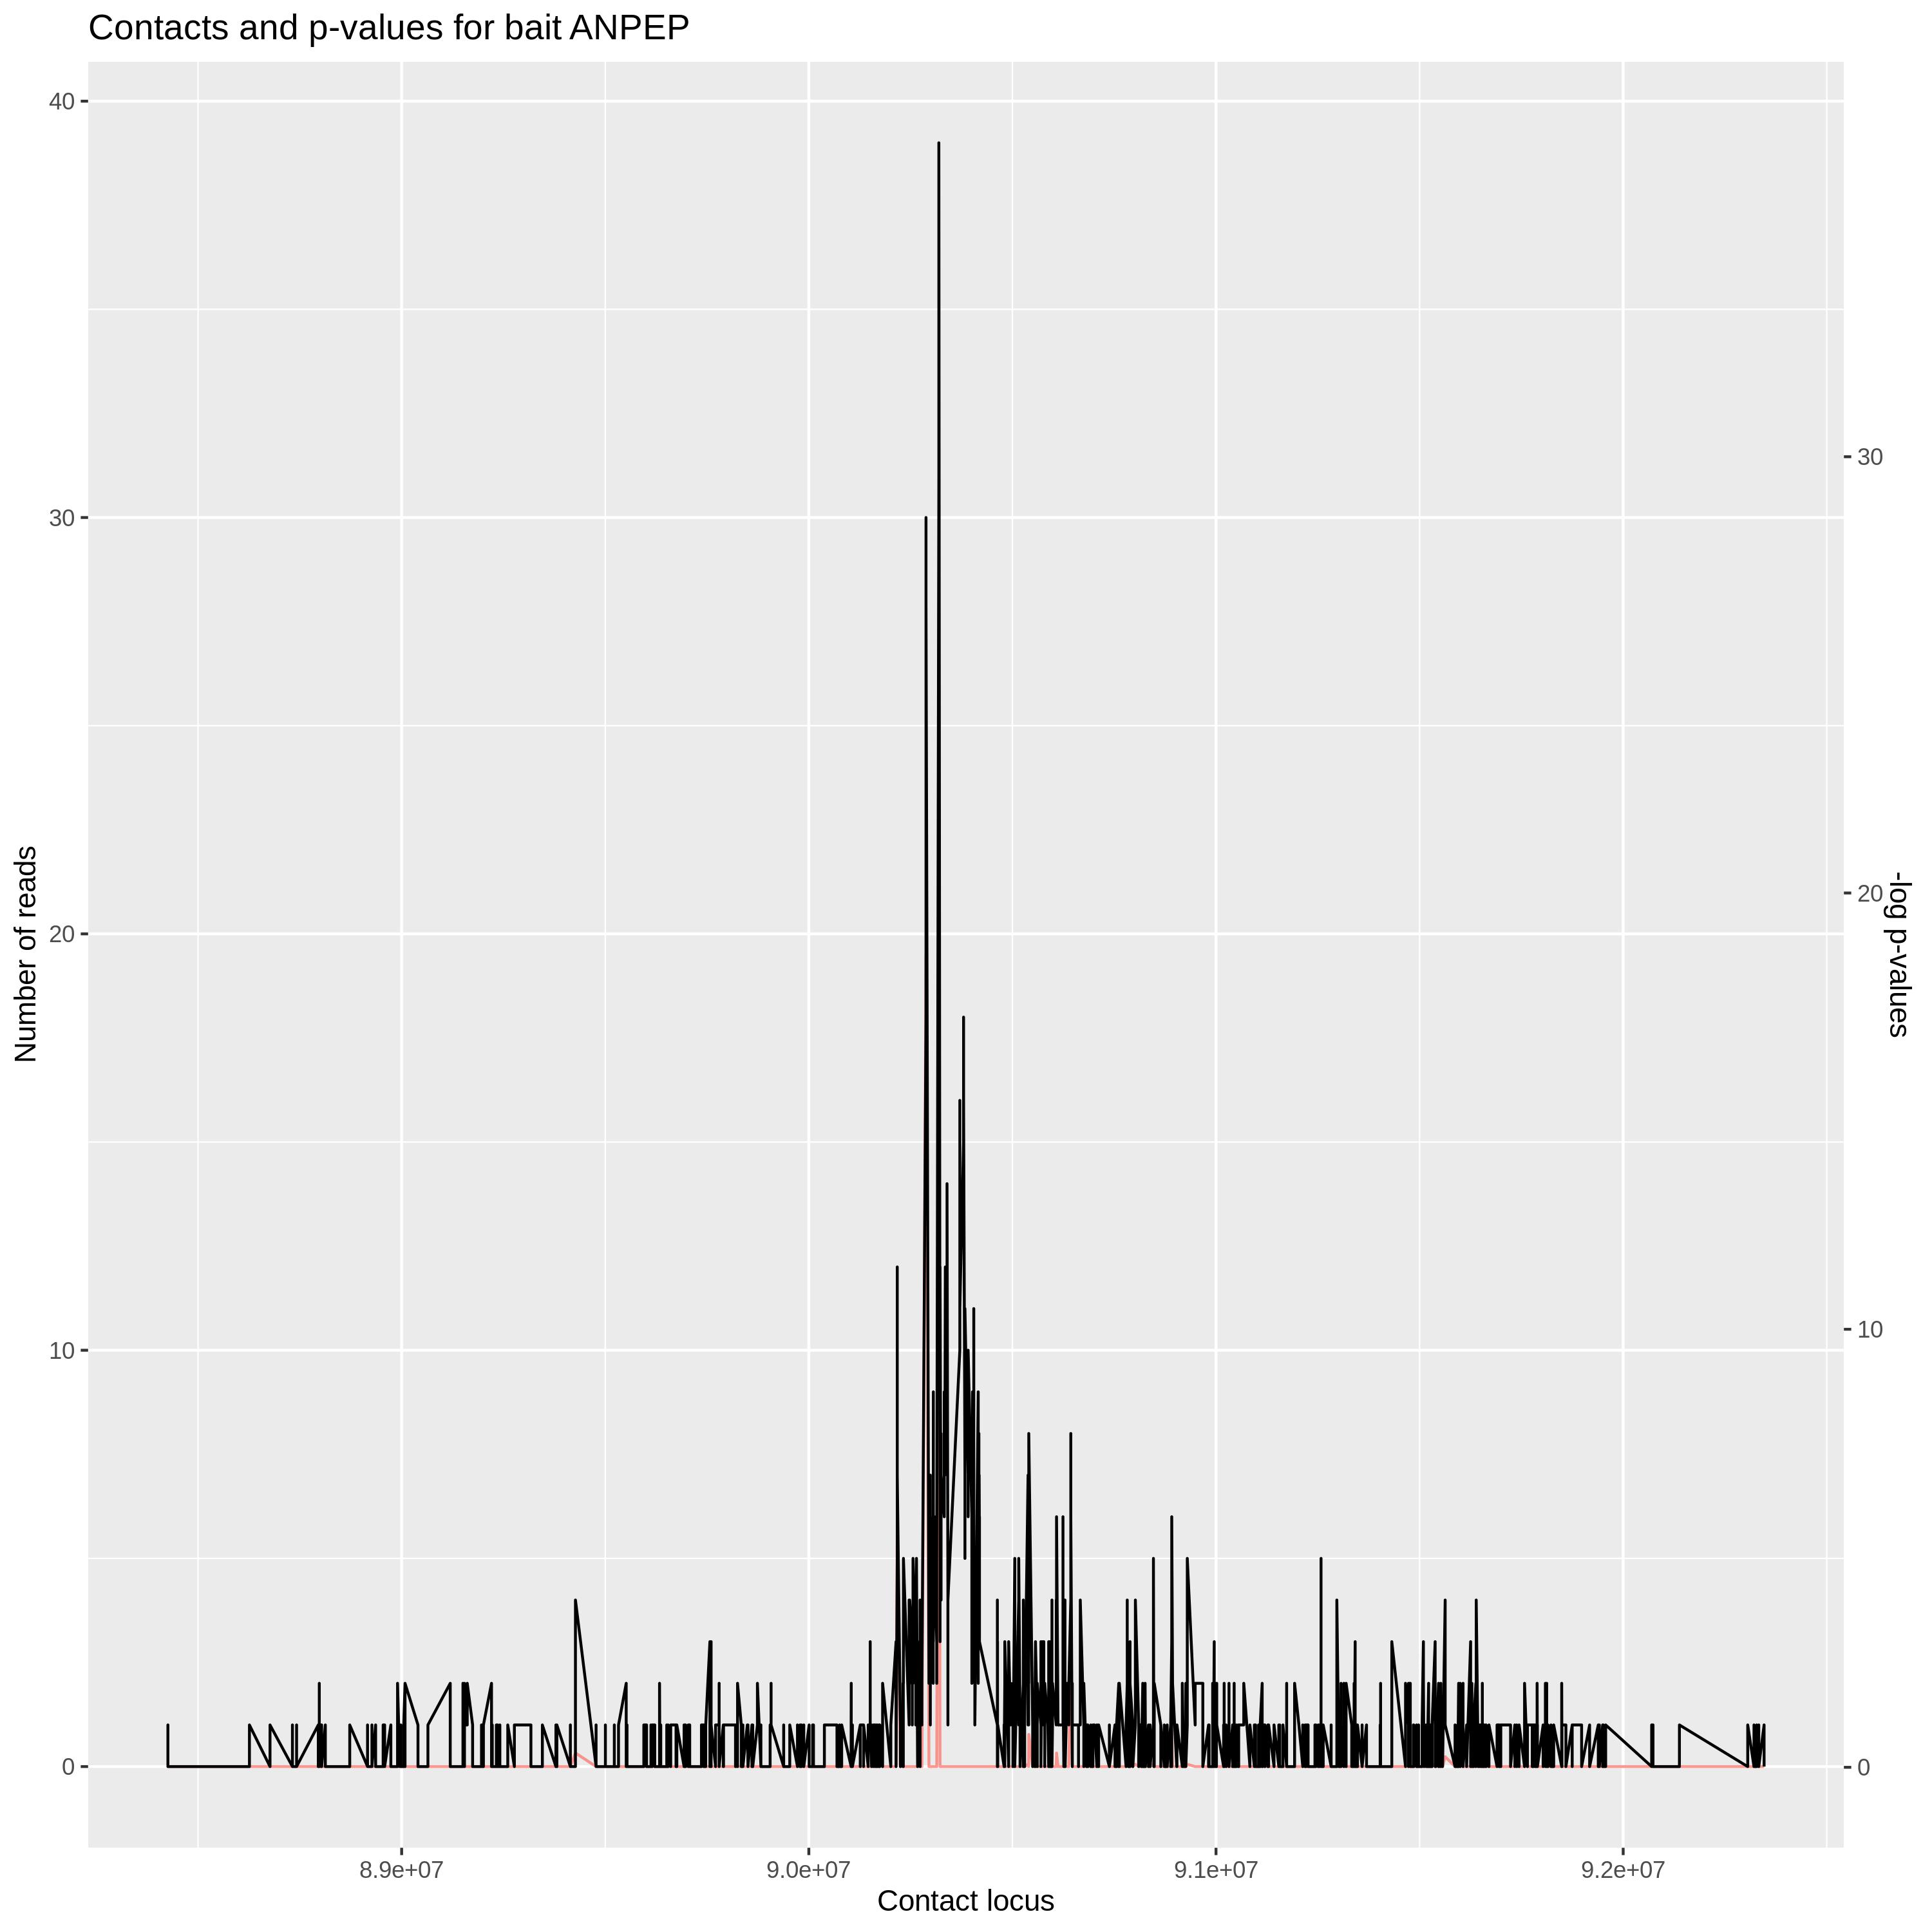 Contacts and p-values for bait ANPEP
40
30
20
10
0
Number of reads
30
20
10
0
-log p-values
8.9e+07
9.0e+07
9.1e+07
9.2e+07
Contact locus